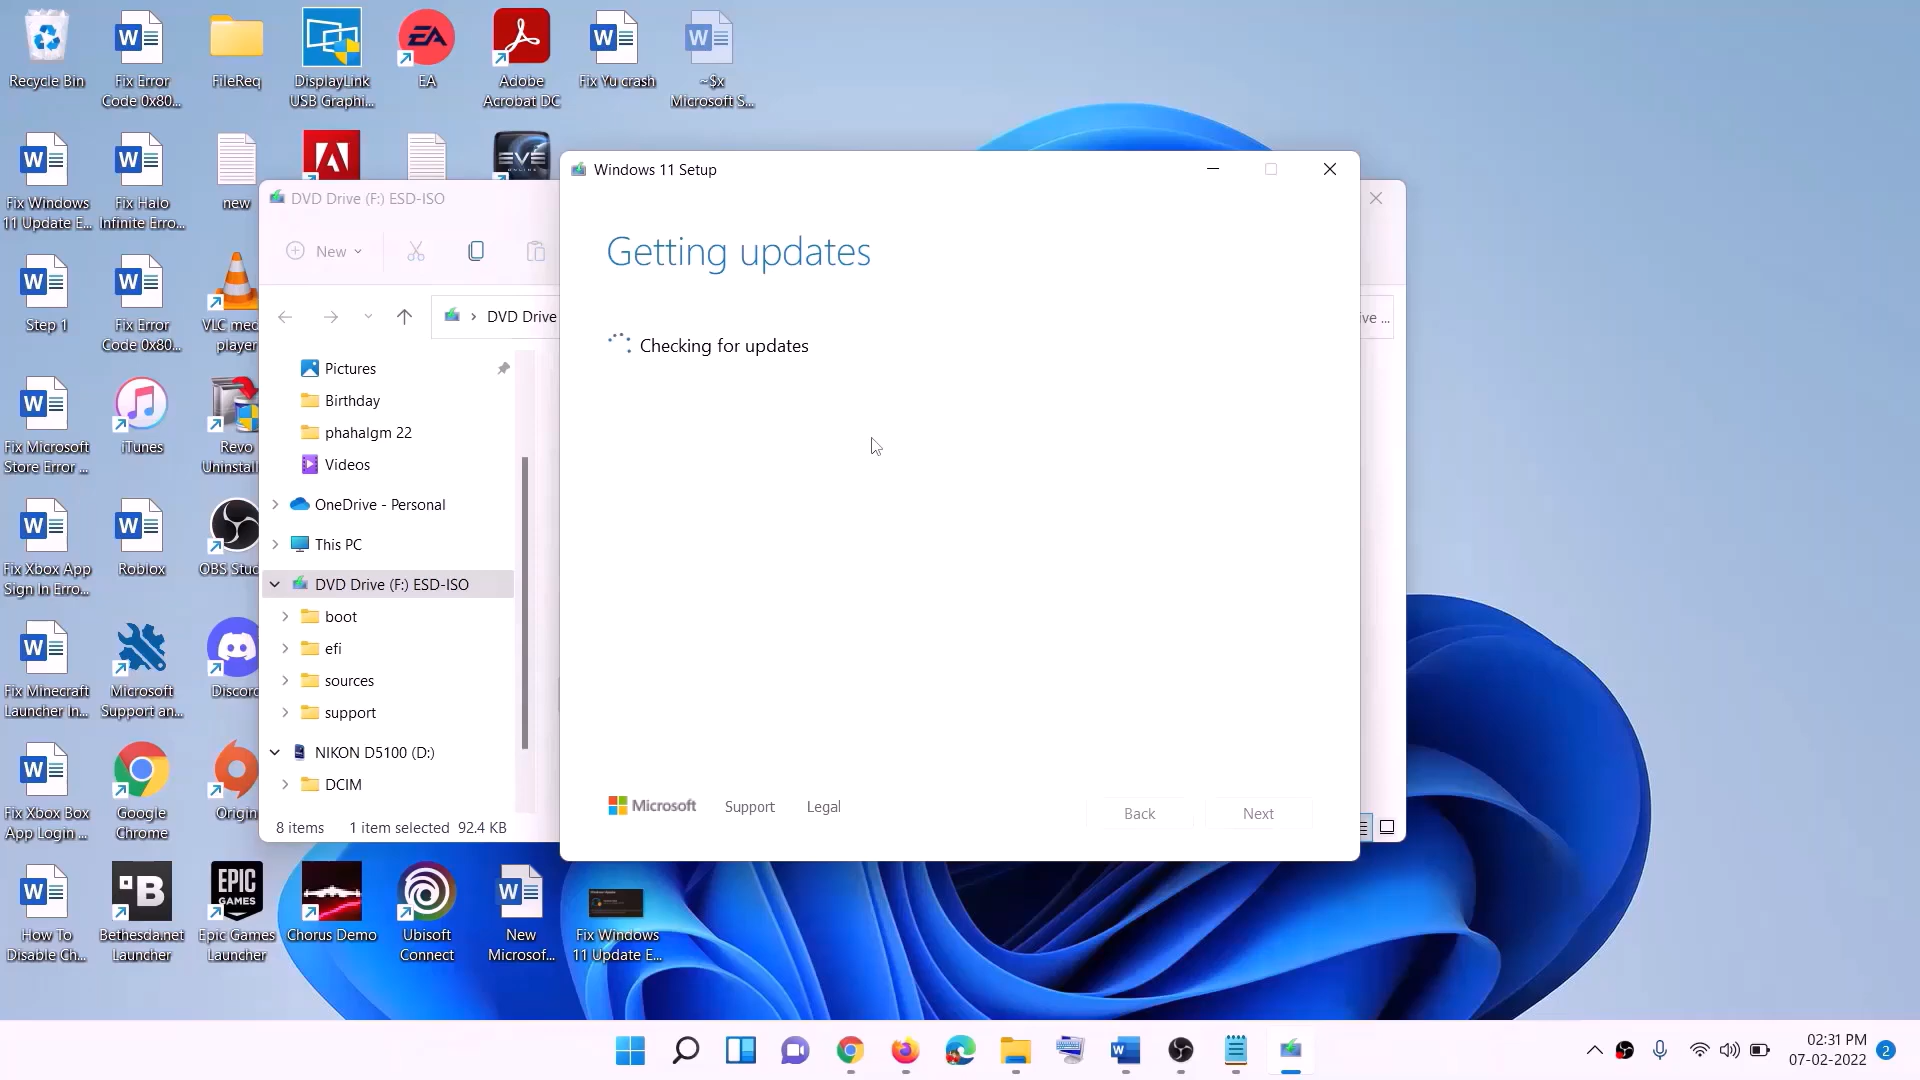 Recycle Bin
Fix Error
Code 0x80...
FileReq
DisplayLink
USB Graphi...
EA
Adobe
Acrobat DC
Fix Yu crash
~$x
Microsoft S...
Fix Windows
11 Update E...
Fix Halo
Infinite Erro...
new
EVE
ONLINE
Step 1
Fix Error
Code 0x80...
VLC med
player
Fix Microsoft
Store Error ...
iTunes
Revo
Uninstal
Fix Xbox App
Sign In Erro...
Roblox
OBS Stud
Fix Minecraft
Launcher In...
Microsoft
Support an...
Discord
Fix Xbox Box
App Login ...
Google
Chrome
Origin
How To
Disable Ch...
Bethesda.net
Launcher
EPIC
GAMES
Epic Games
Launcher
Chorus Demo
Ubisoft
Connect
New
Microsof...
Fix Windows
11 Update E...
DVD Drive (F:) ESD-ISO
New
DVD Drive
ive ...
Pictures
Birthday
phahalgm 22
Videos
OneDrive - Personal
This PC
DVD Drive (F:) ESD-ISO
boot
efi
sources
support
NIKON D5100 (D:)
DCIM
8 items 1 item selected 92.4 KB
Windows 11 Setup
Getting updates
Checking for updates
Microsoft Support Legal
Back Next
02:31 PM
07-02-2022
2